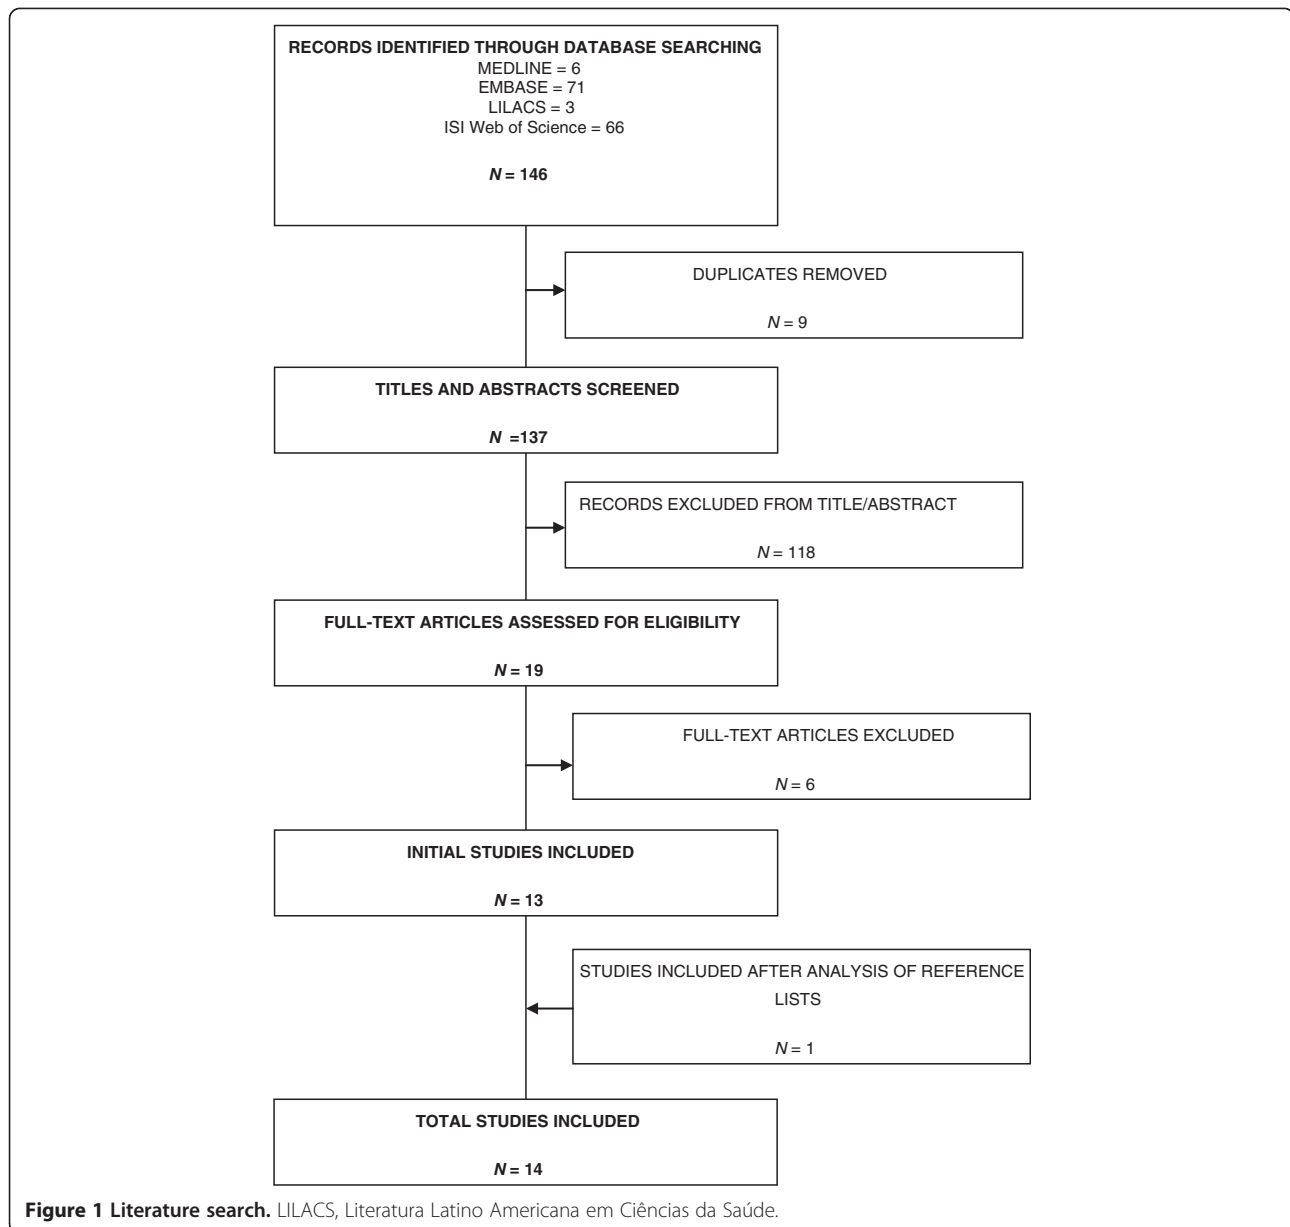 RECORDS IDENTIFIED THROUGH DATABASE SEARCHING
MEDLINE = 6
EMBASE = 71
LILACS = 3
ISI Web of Science = 66
N = 146
DUPLICATES REMOVED
N = 9
TITLES AND ABSTRACTS SCREENED
N =137
RECORDS EXCLUDED FROM TITLE/ABSTRACT
N = 118
FULL-TEXT ARTICLES ASSESSED FOR ELIGIBILITY
N = 19
FULL-TEXT ARTICLES EXCLUDED
N = 6
INITIAL STUDIES INCLUDED
N = 13
STUDIES INCLUDED AFTER ANALYSIS OF REFERENCE
LISTS
N = 1
TOTAL STUDIES INCLUDED
N = 14
Figure 1 Literature search. LILACS, Literatura Latino Americana em Ciências da Saúde.